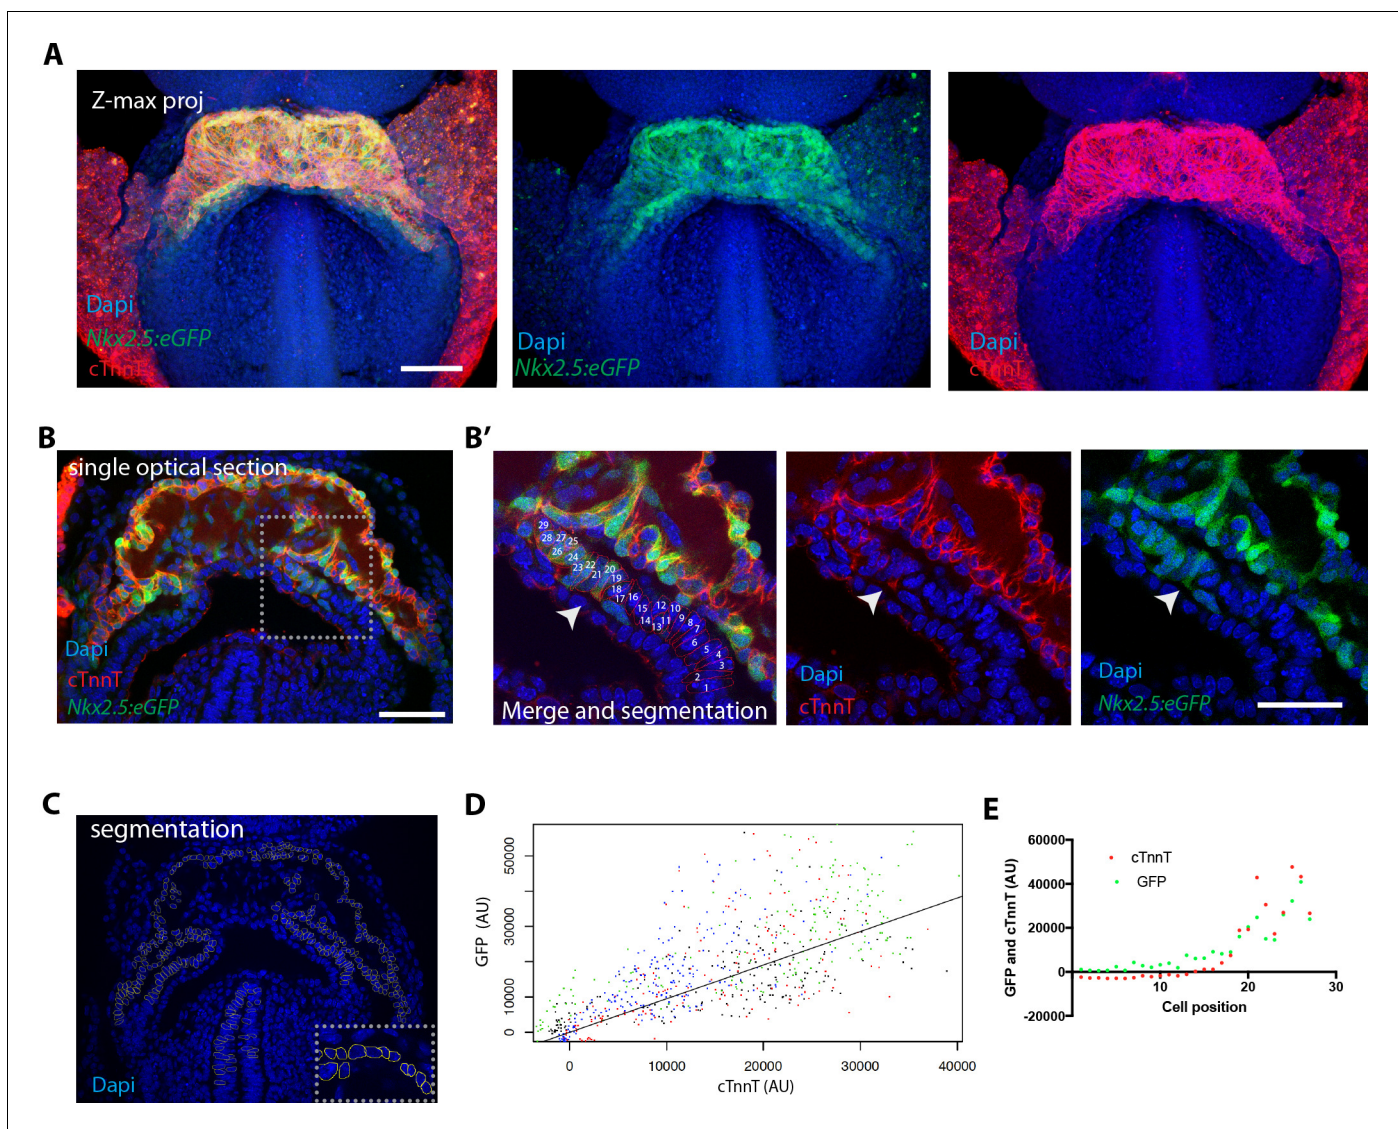 A
Z-max proj
Dapi
Nkx2.5:eGFP
cTnnT
Dapi
Nkx2.5:eGFP
Dapi
cTnnT
B
single optical section
Dapi
cTnnT
Nkx2.5:eGFP
B′
29
28 27 25
26 24
23 22 20
21 19
18
17 16
15 12 10
14 11 9 8
13 7
6
5 4
3
2
1
Merge and segmentation
Dapi
cTnnT
Dapi
Nkx2.5:eGFP
C
segmentation
Dapi
D
GFP (AU)
50000
30000
10000
0
0 10000 20000 30000 40000
cTnnT (AU)
E
GFP and cTnnT (AU)
60000
40000
20000
0
-20000
cTnnT
GFP
10 20 30
Cell position